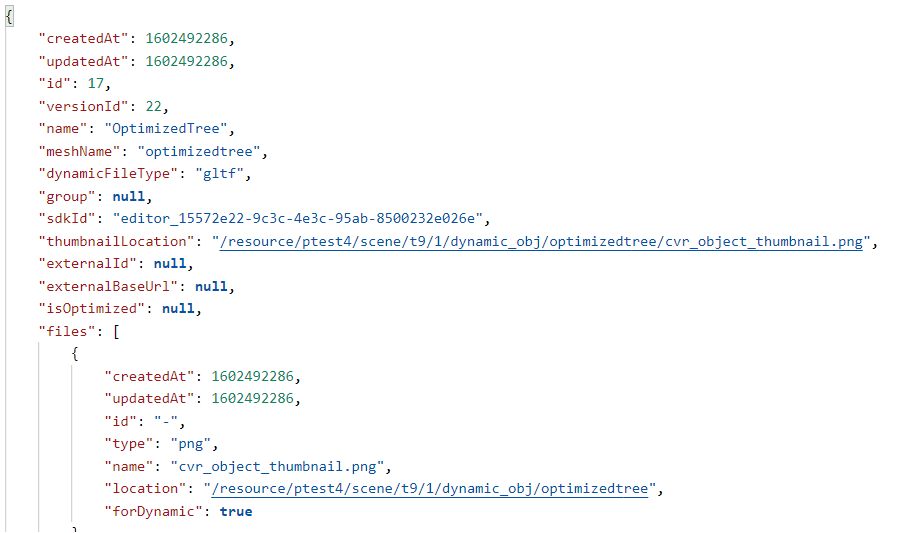 {
"createdAt": 1602492286,
"updatedAt": 1602492286,
"id": 17,
"versionId": 22,
"name": "OptimizedTree",
"meshName": "optimizedtree",
"dynamicFileType": "gltf",
"group": null,
"sdkId": "editor_15572e22-9c3c-4e3c-95ab-8500232e026e",
"thumbnailLocation": "/resource/ptest4/scene/t9/1/dynamic_obj/optimizedtree/cvr_object_thumbnail.png",
"externalId": null,
"externalBaseUrl": null,
"isOptimized": null,
"files": [
{
"createdAt": 1602492286,
"updatedAt": 1602492286,
"id": "-",
"type": "png",
"name": "cvr_object_thumbnail.png",
"location": "/resource/ptest4/scene/t9/1/dynamic_obj/optimizedtree",
"forDynamic": true